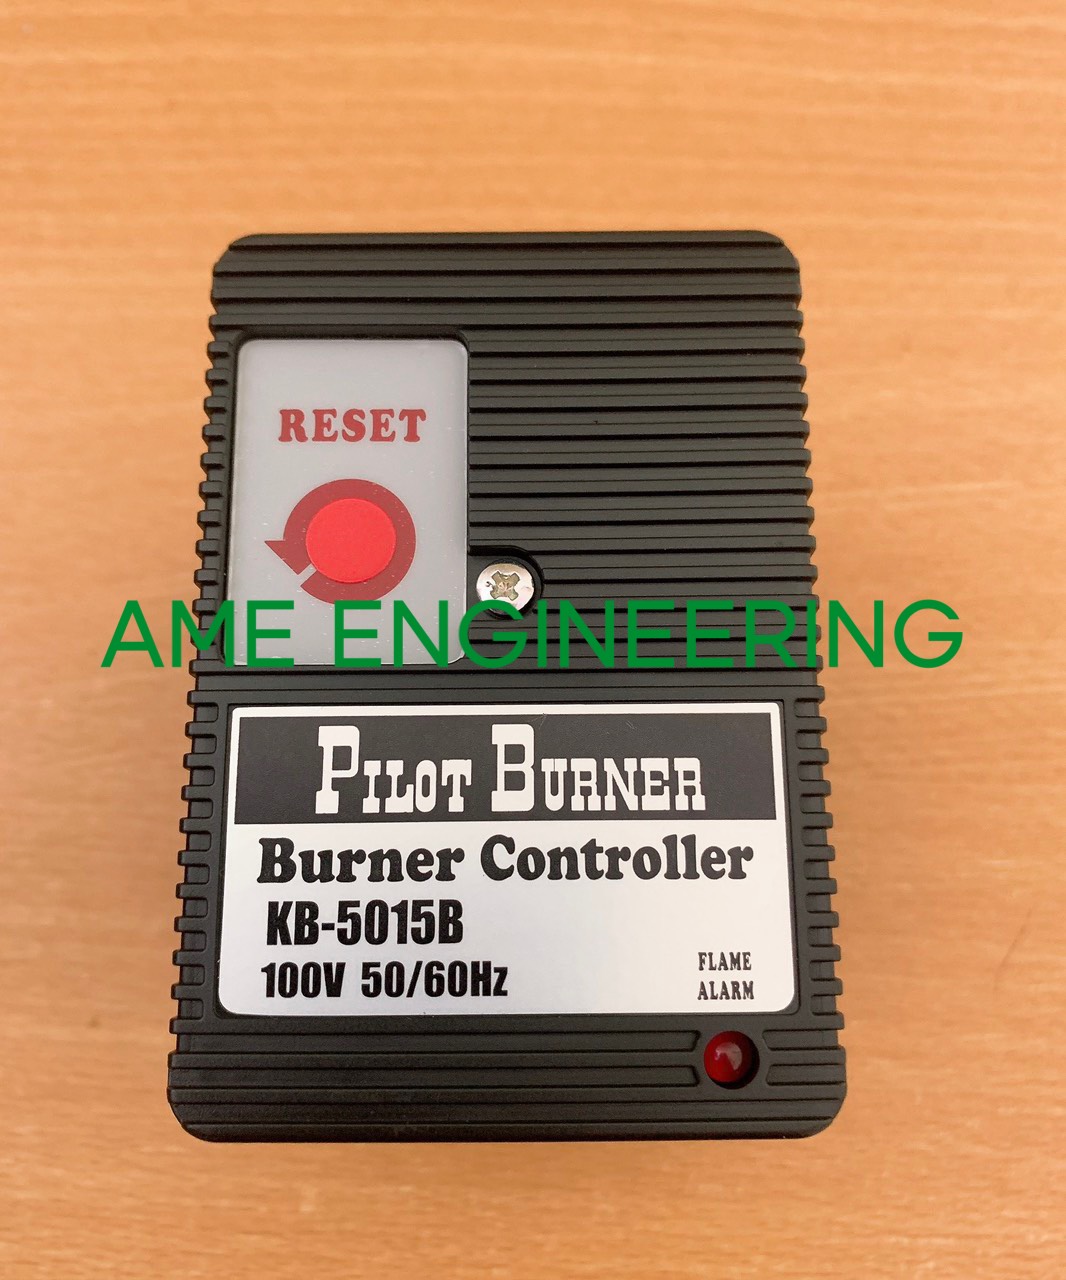 RESET
AME ENGINEERING
PILOT BURNER
Burner Controller
KB-5015B
100V 50/60Hz
FLAME
ALARM